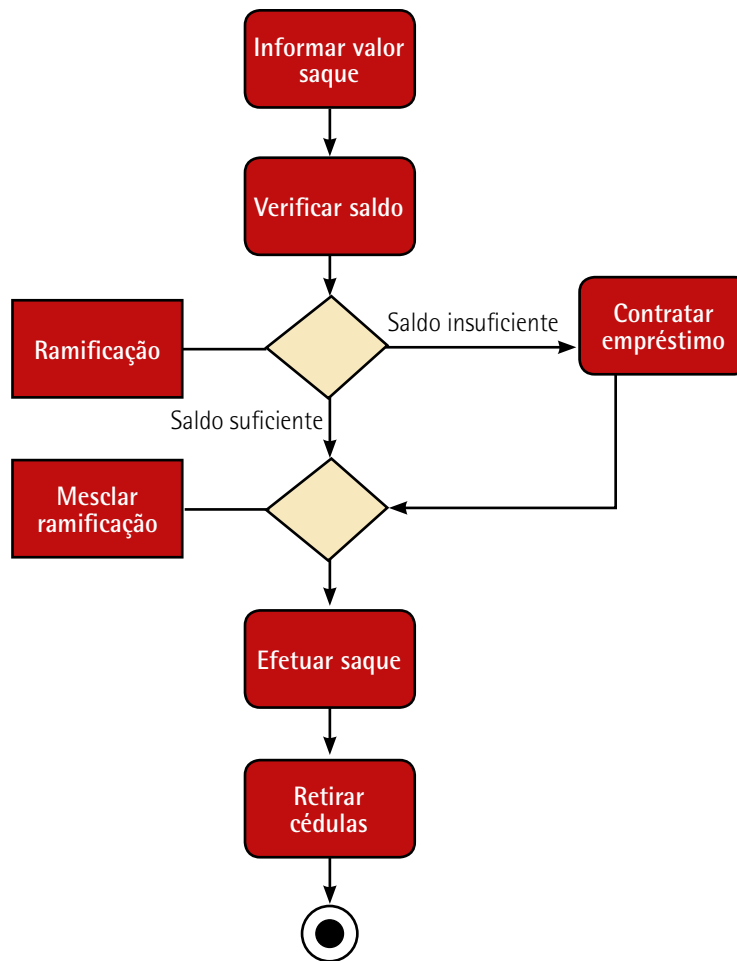 Informar valor
saque
Verificar saldo
Ramificação
Saldo insuficiente
Contratar
empréstimo
Saldo suficiente
Mesclar
ramificação
Efetuar saque
Retirar
cédulas